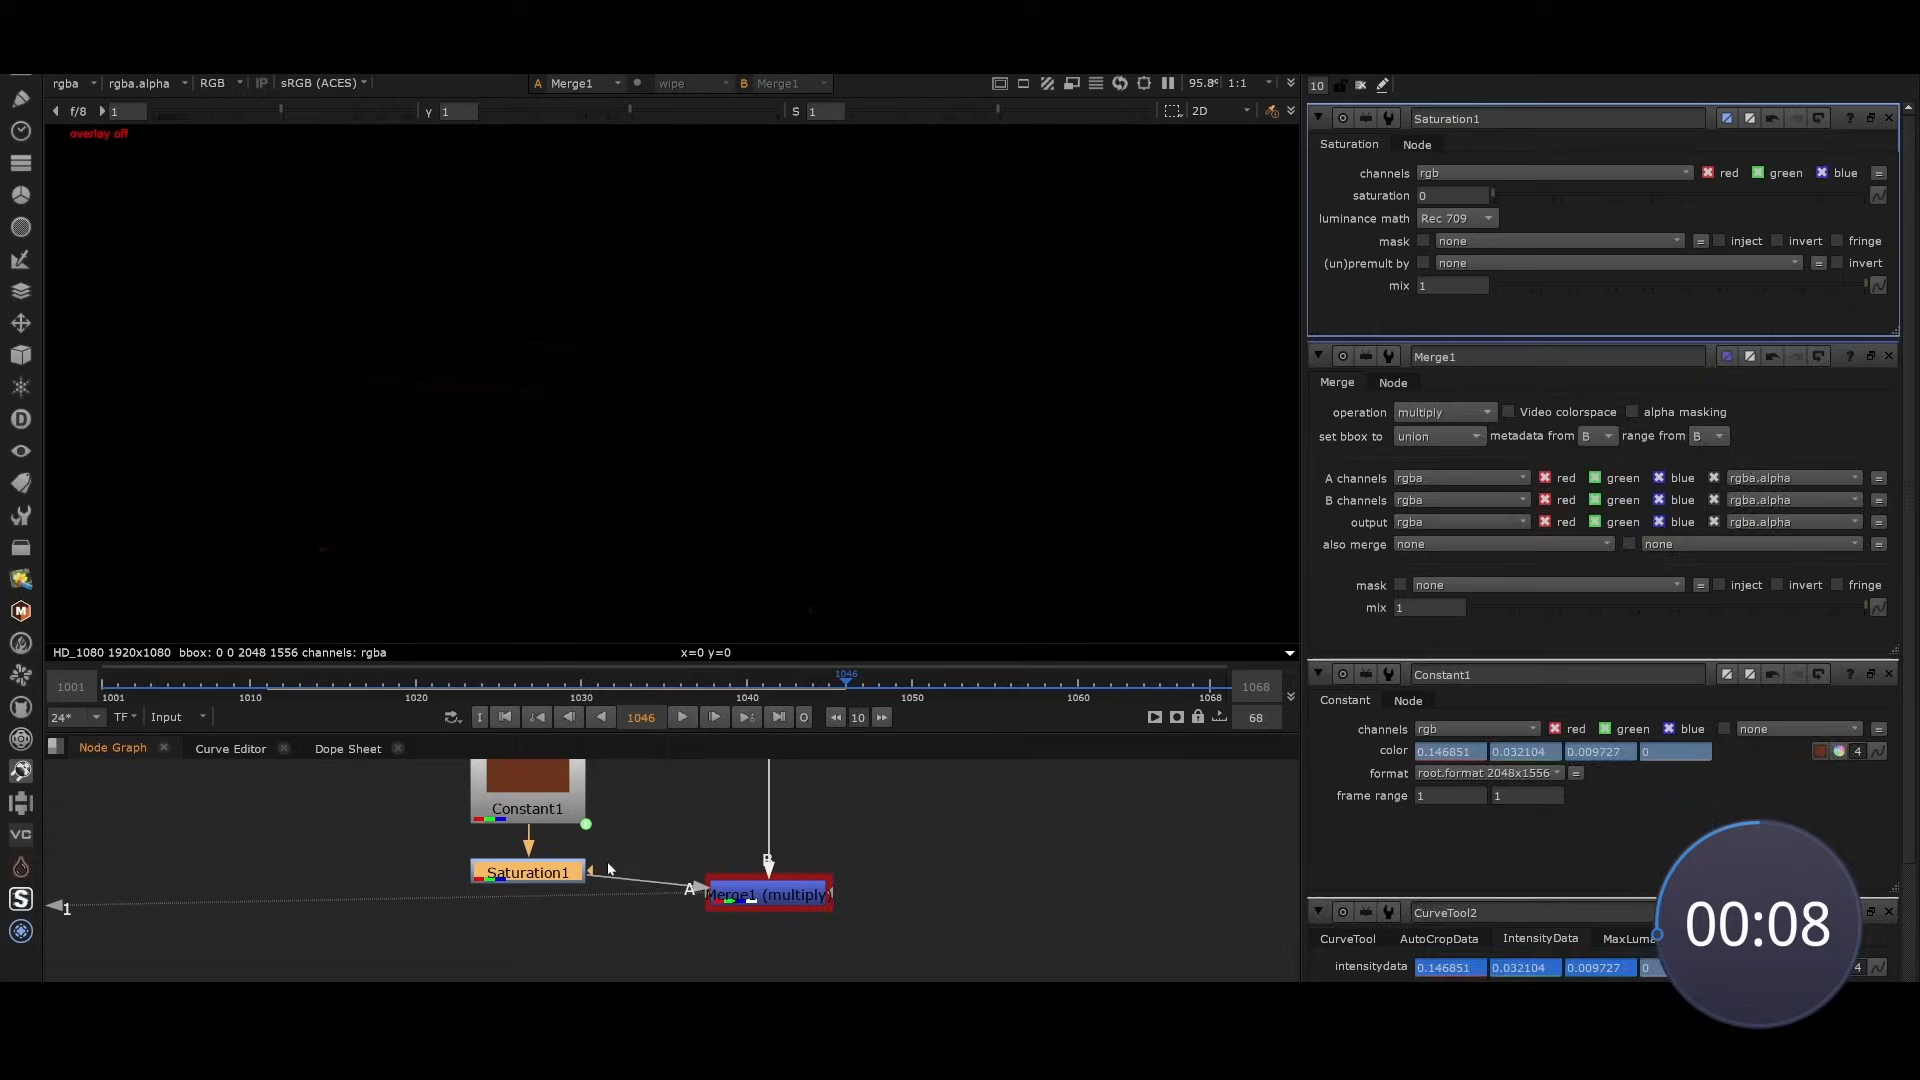 rgba rgba.alpha RGB IP sRGB (ACES) A Merge1 wipe B Merge1 95.8 1:1 10
f/8 1 γ 1 S 1 2D
overlay off
Saturation1
Saturation Node
channels rgb red green blue =
saturation 0
luminance math Rec 709
mask none = inject invert fringe
(un)premult by none = invert
mix 1
Merge1
Merge Node
operation multiply Video colorspace alpha masking
set bbox to union metadata from B range from B
A channels rgba red green blue rgba.alpha =
B channels rgba red green blue rgba.alpha =
output rgba red green blue rgba.alpha =
also merge none none =
mask none = inject invert fringe
mix 1
HD_1080 1920x1080 bbox: 0 0 2048 1556 channels: rgba x=0 y=0
1001 1001 1010 1020 1030 1040 1046 1050 1060 1068 1068
24* TF Input 1046 10 68
Constant1
Constant Node
channels rgb red green blue none =
color 0.146851 0.032104 0.009727 0 4
format root.format 2048x1556 =
frame range 1 1
Node Graph Curve Editor Dope Sheet
Constant1
Saturation1
A B
Merge1 (multiply)
1
CurveTool2
CurveTool AutoCropData IntensityData MaxLuma
intensitydata 0.146851 0.032104 0.009727 0 4
00:08
D
M
VC
S